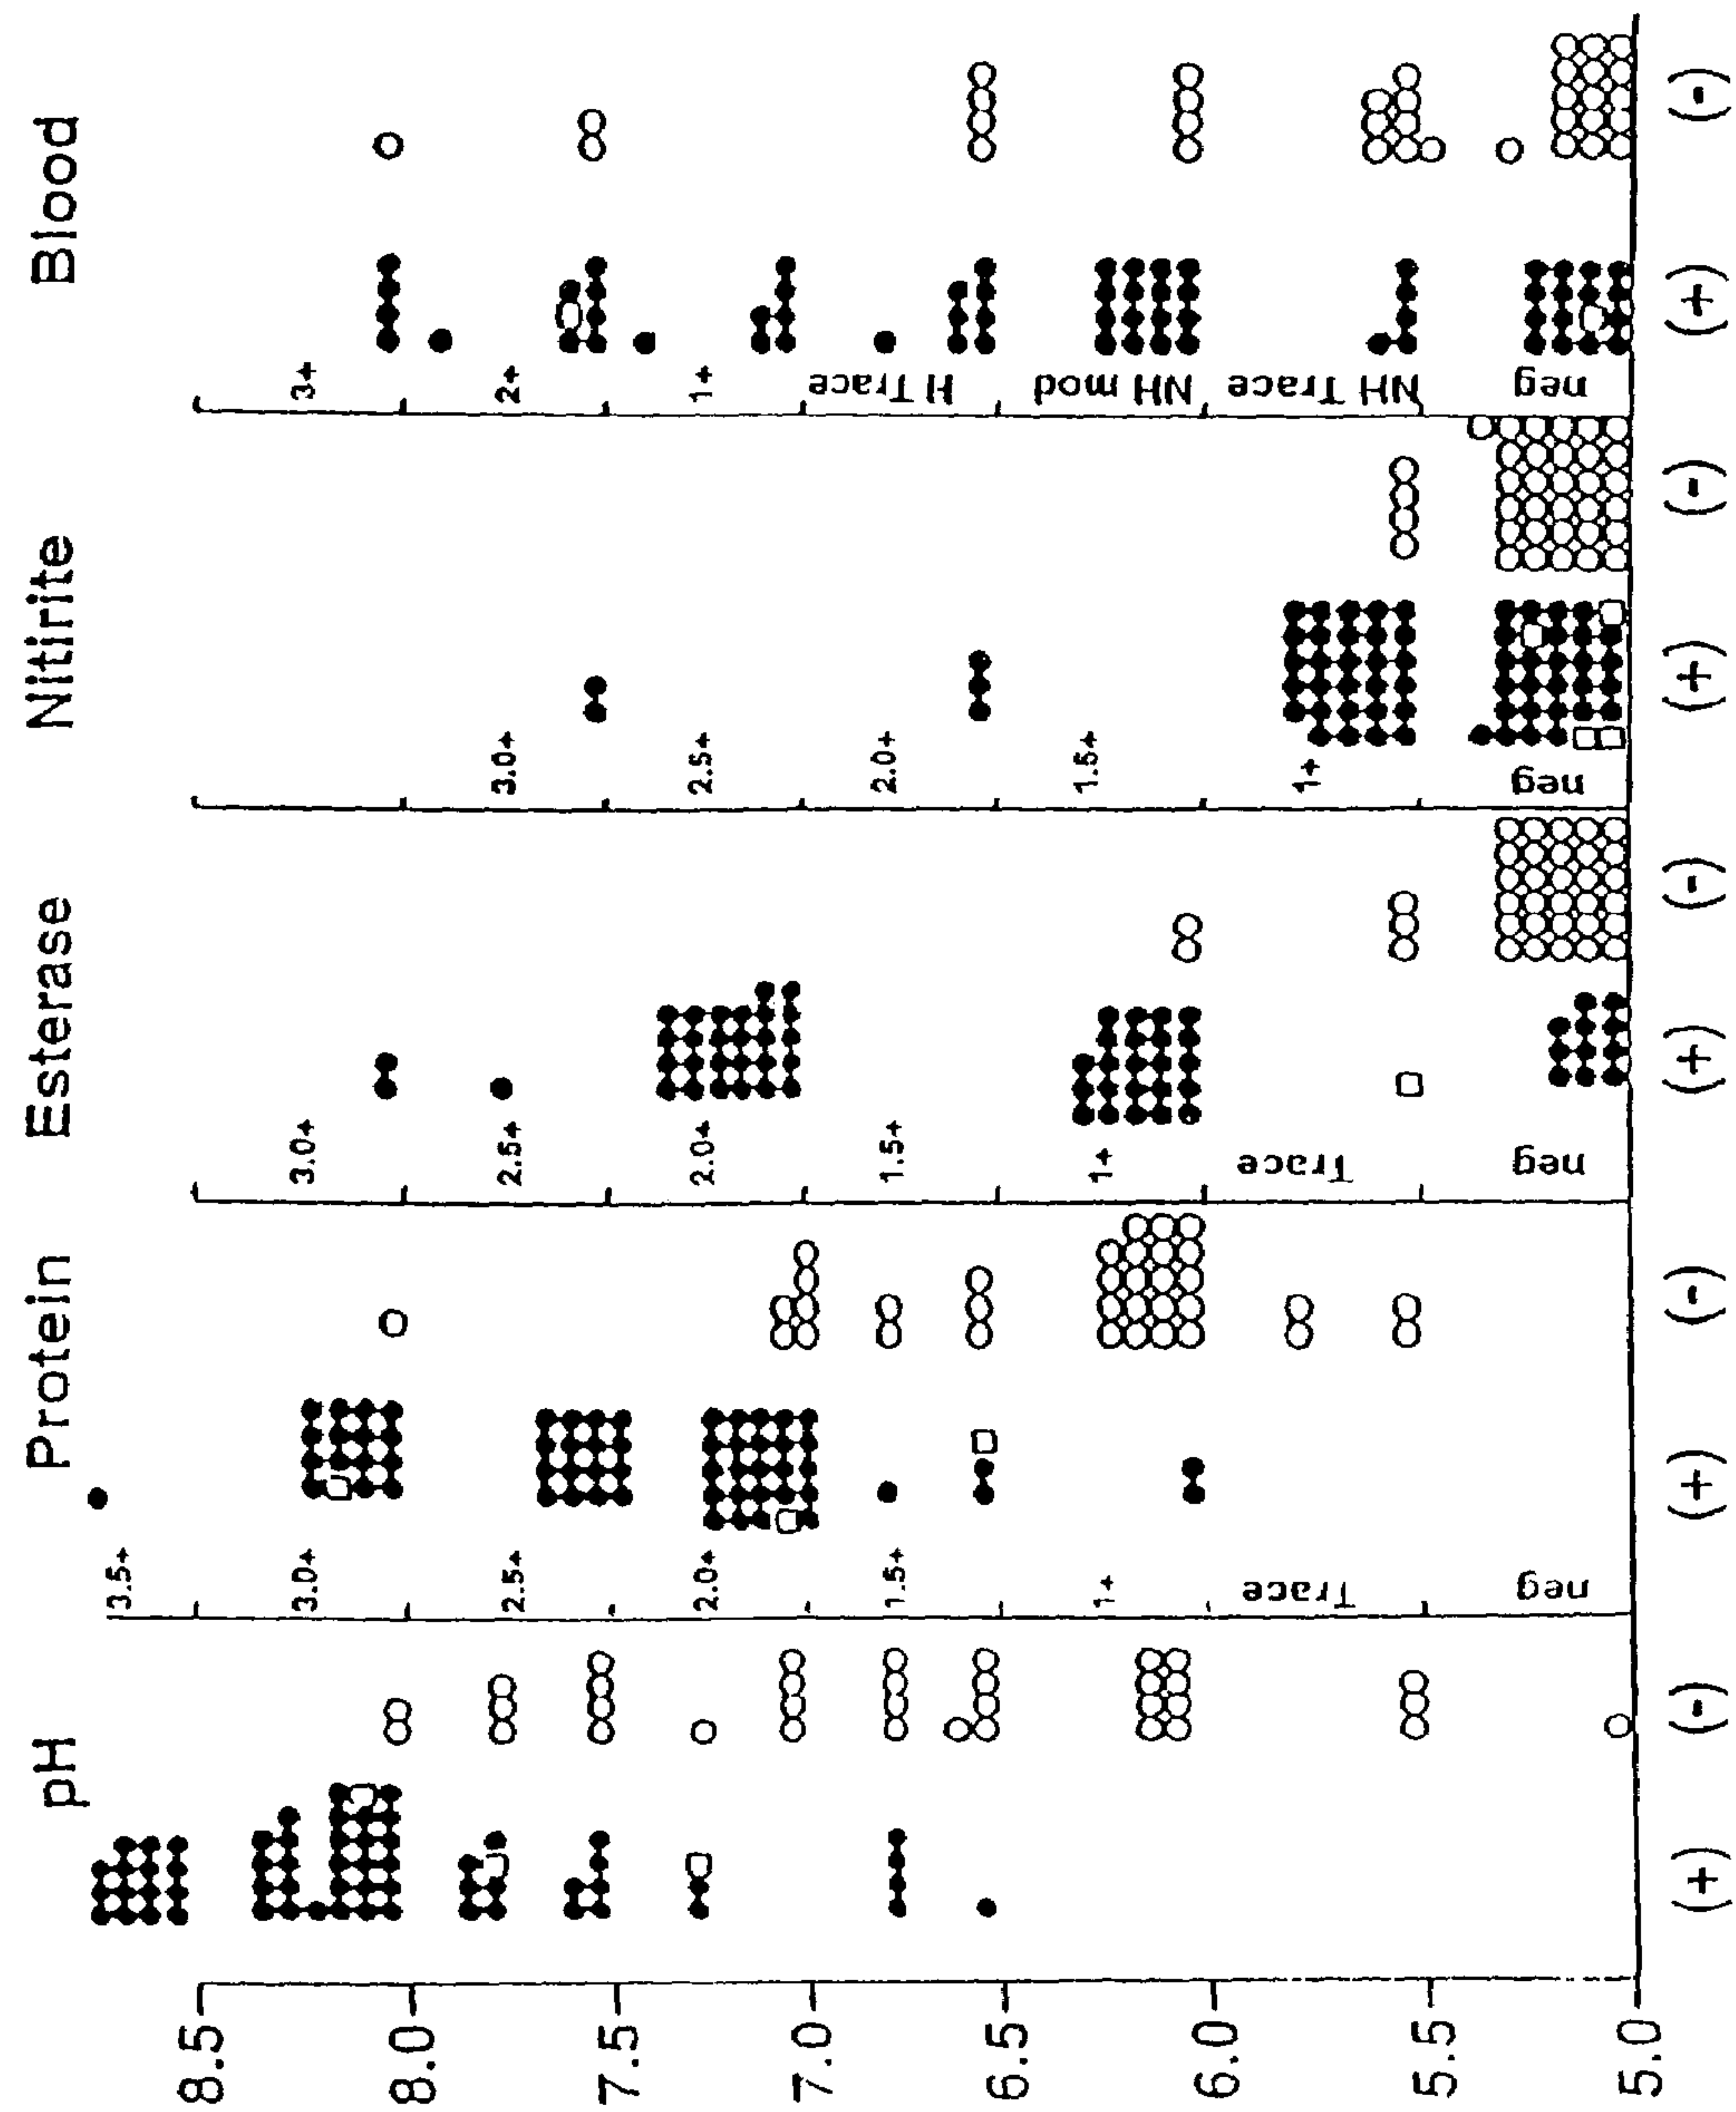 pH Protein Esterase Nitirite Blood
8.5
8.0
7.5
7.0
6.5
6.0
5.5
5.0
3.5+
3.0+
2.5+
2.0+
1.5+
1+
Trace
neg
3.0+
2.5+
2.0+
1.5+
1+
Trace
neg
3.0+
2.5+
2.0+
1.5+
1+
neg
3+
2+
1+
H Trace
NH mod
NH Trace
neg
(+) (-) (+) (-) (+) (-) (+) (-) (+) (-)